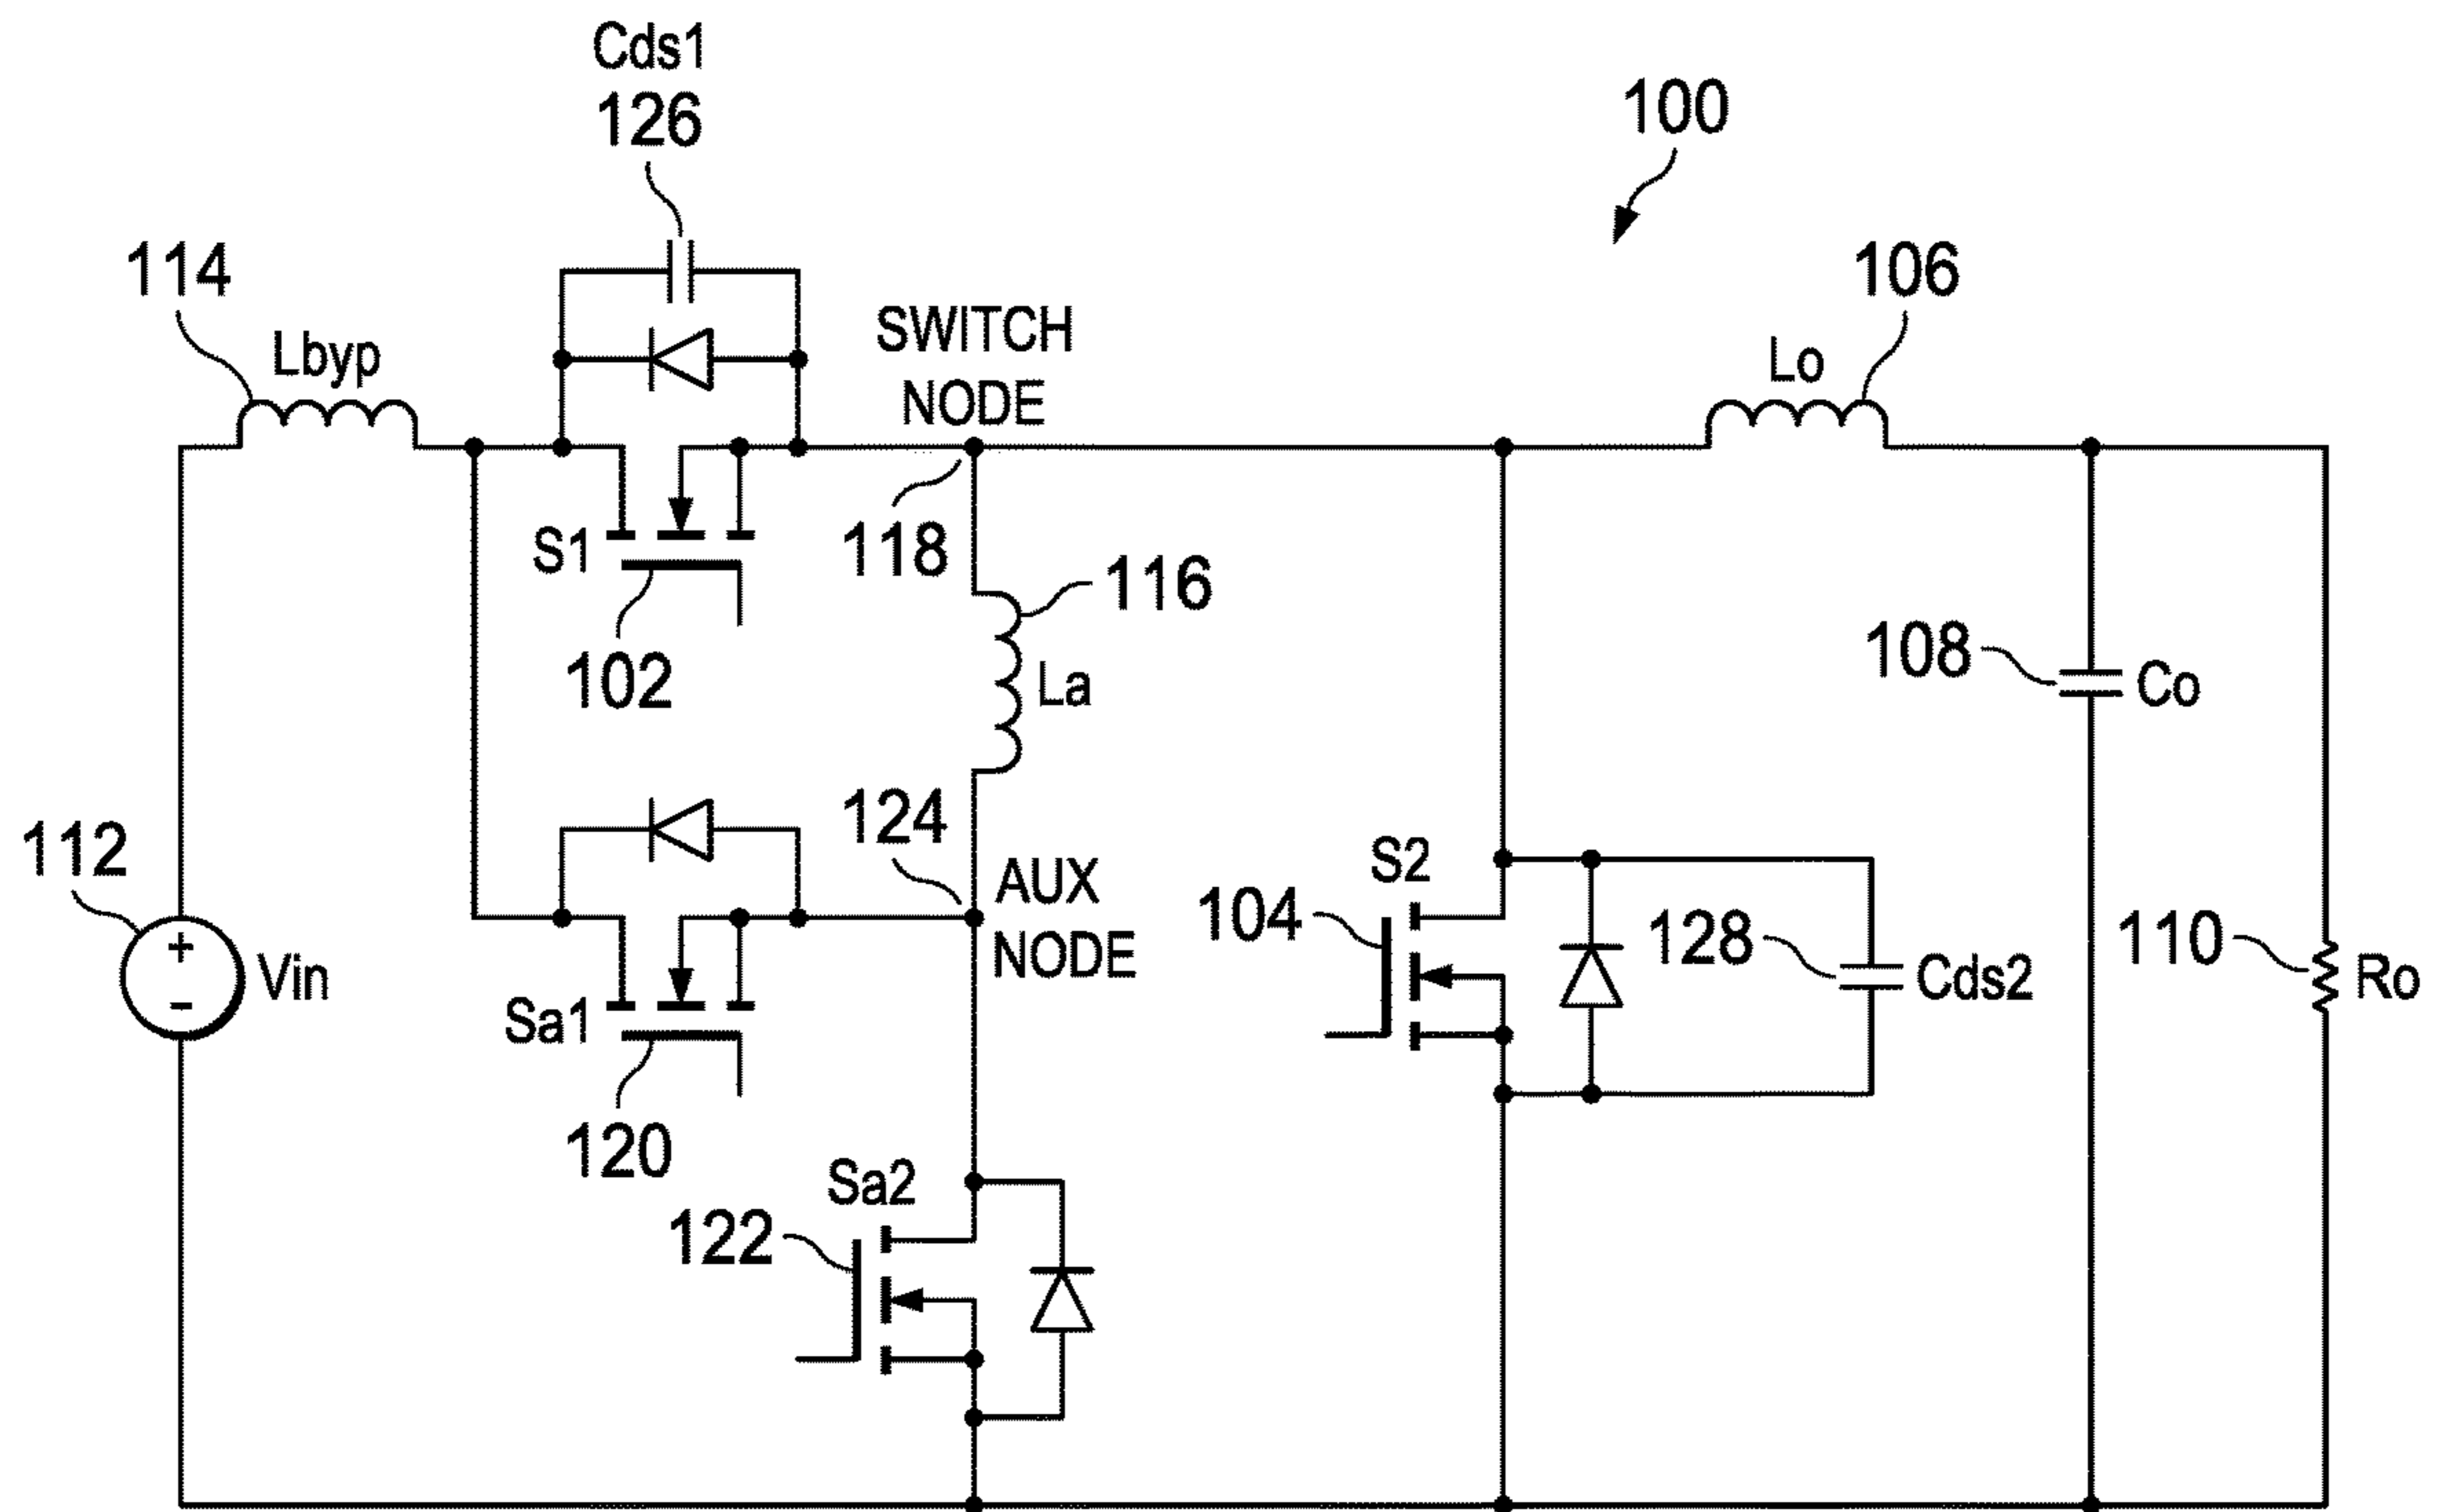 Cds1
126
100
114
Lbyp
SWITCH
NODE
106
Lo
S1
118
116
102
La
108
Co
112
Vin
124
AUX
NODE
S2
104
128
Cds2
110
Ro
Sa1
120
Sa2
122
+
-